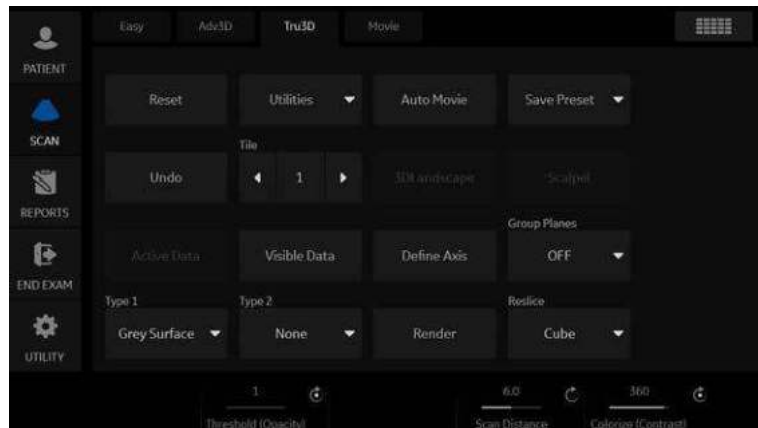 Easy
Adv3D
Tru3D
Movie
PATIENT
Reset
Utilities
Auto Movie
Save Preset
SCAN
Tile
Undo
1
3DLandscape
Scalpel
REPORTS
Group Planes
Active Data
Visible Data
Define Axis
OFF
END EXAM
Type 1
Type 2
Reslice
Grey Surface
None
Render
Cube
UTILITY
1
6.0
360
Threshold (Opacity)
Scan Distance
Colorize (Contrast)